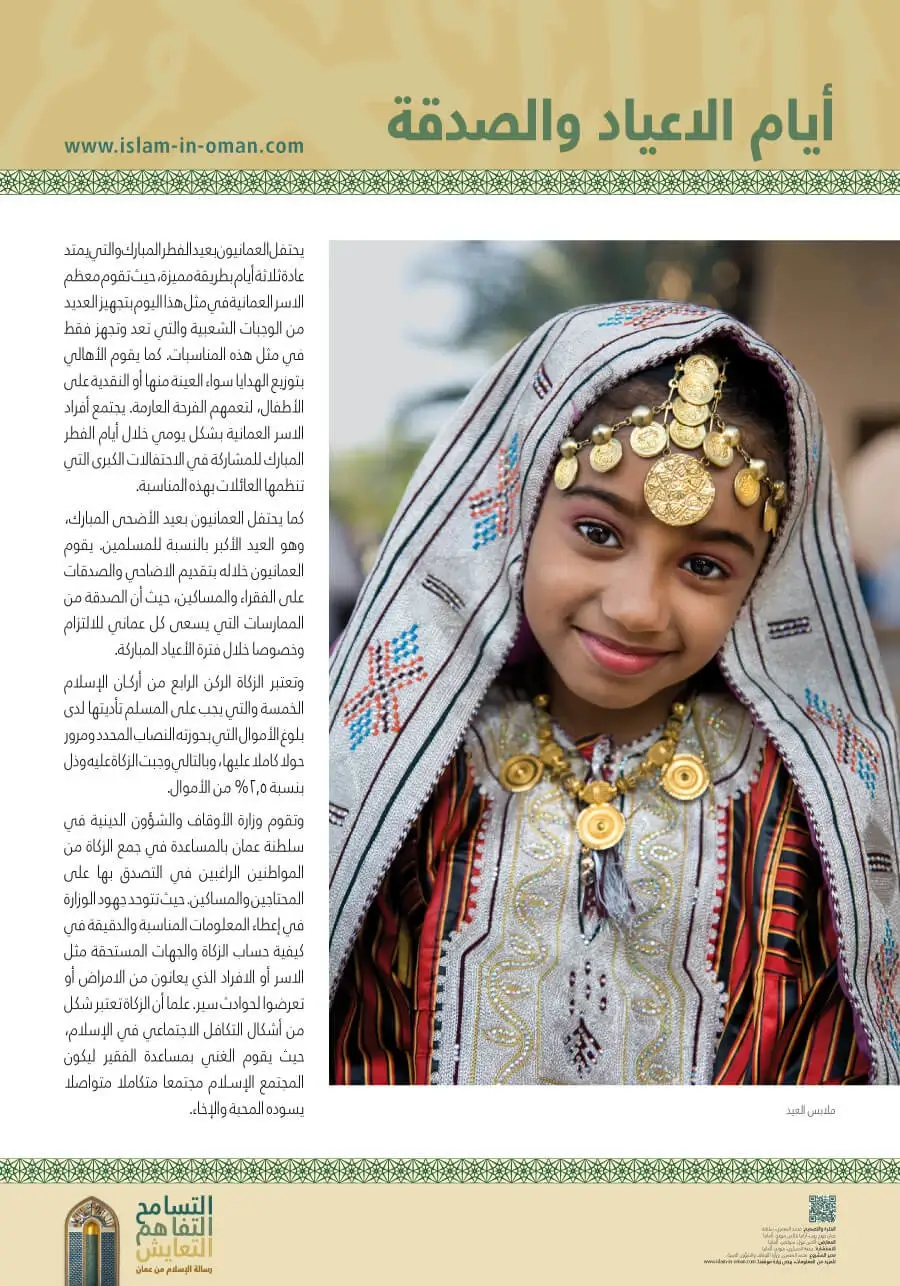 أيام الاعياد والصدقة
www.islam-in-oman.com
يحتفل العمانيون بعيد الفطر المبارك والتي يمتد
عادة ثلاثة أيام بطريقة مميزة، حيث تقوم معظم
الاسر العمانية في مثل هذا اليوم بتجهيز العديد
من الوجبات الشعبية والتي تعد وتجهز فقط
في مثل هذه المناسبات. كما يقوم الأهالي
بتوزيع الهدايا سواء العينة منها أو النقدية على
الأطفال، لتعمهم الفرحة العارمة. يجتمع أفراد
الاسر العمانية بشكل يومي خلال أيام الفطر
المبارك للمشاركة في الاحتفالات الكبرى التي
تنظمها العائلات بهذه المناسبة.
كما يحتفل العمانيون بعيد الأضحى المبارك،
وهو العيد الأكبر بالنسبة للمسلمين. يقوم
العمانيون خلاله بتقديم الاضاحي والصدقات
على الفقراء والمساكين، حيث أن الصدقة من
الممارسات التي يسعى كل عماني للالتزام
وخصوصا خلال فترة الأعياد المباركة.
وتعتبر الزكاة الركن الرابع من أركان الإسلام
الخمسة والتي يجب على المسلم تأديتها لدى
بلوغ الأموال التي بحوزته النصاب المحدد ومرور
حولا كاملا عليها، وبالتالي وجبت الزكاة عليه وذل
بنسبة ٢,٥% من الأموال.
وتقوم وزارة الأوقاف والشؤون الدينية في
سلطنة عمان بالمساعدة في جمع الزكاة من
المواطنين الراغبين في التصدق بها على
المحتاجين والمساكين. حيث تتوحد جهود الوزارة
في إعطاء المعلومات المناسبة والدقيقة في
كيفية حساب الزكاة والجهات المستحقة مثل
الاسر أو الافراد الذي يعانون من الامراض أو
تعرضوا لحوادث سير. علما أن الزكاة تعتبر شكل
من أشكال التكافل الاجتماعي في الإسلام،
حيث يقوم الغني بمساعدة الفقير ليكون
المجتمع الإسلام مجتمعا متكاملا متواصلا
يسوده المحبة والإخاء.
ملابس العيد
التسامح
التفاهم
التعايش
رسالة الإسلام من عمان
www.islam-in-oman.com